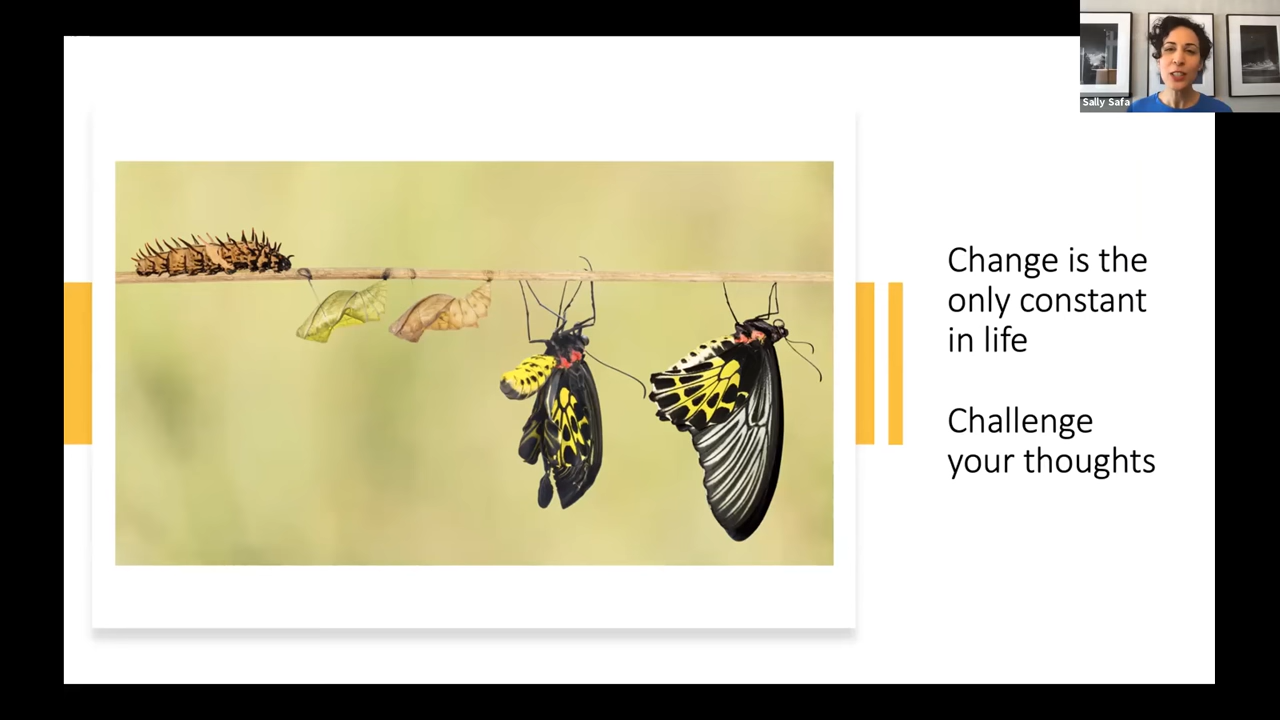 Sally Safa
Change is the
only constant
in life
Challenge
your thoughts